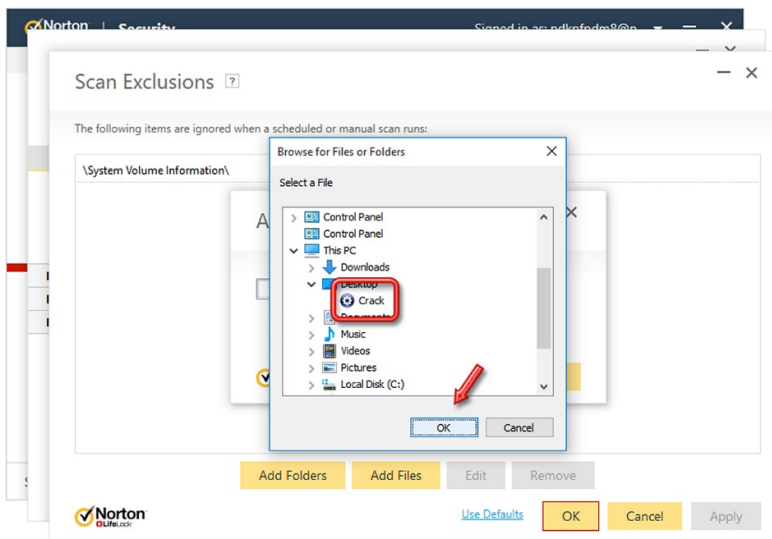 Norton | Security
Signed in as: ndknfndm8@n
Scan Exclusions ?
The following items are ignored when a scheduled or manual scan runs:
\System Volume Information\
Browse for Files or Folders
Select a File
Control Panel
Control Panel
This PC
Downloads
Desktop
Crack
Documents
Music
Videos
Pictures
Local Disk (C:)
OK Cancel
Add Folders Add Files Edit Remove
Norton
LifeLock
Use Defaults OK Cancel Apply